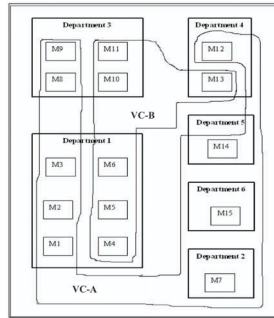 Department 3
M9 M11
M8 M10
Department 4
M12
M13
VC-B
Department 5
M14
Department 1
M3 M6
M2 M5
M1 M4
Department 6
M15
Department 2
M7
VC-A